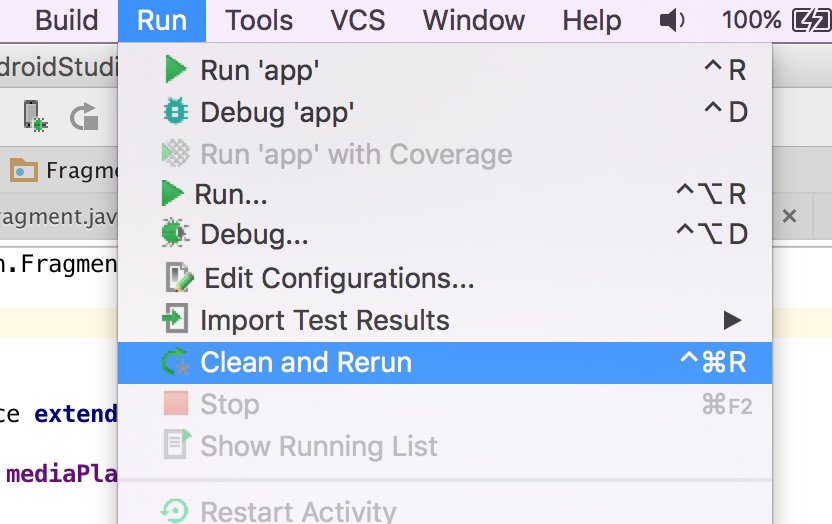 Build Run Tools VCS Window Help 100%
droidStudi
Run 'app' ^ R
Debug 'app' ^ D
Run 'app' with Coverage
Fragme
Run... ^⌥R
ragment.jav ×
Debug... ^⌥D
n.Fragmen
Edit Configurations...
Import Test Results ▶
Clean and Rerun ^⌘R
Stop ⌘F2
ce extend
Show Running List
mediaPla
Restart Activity